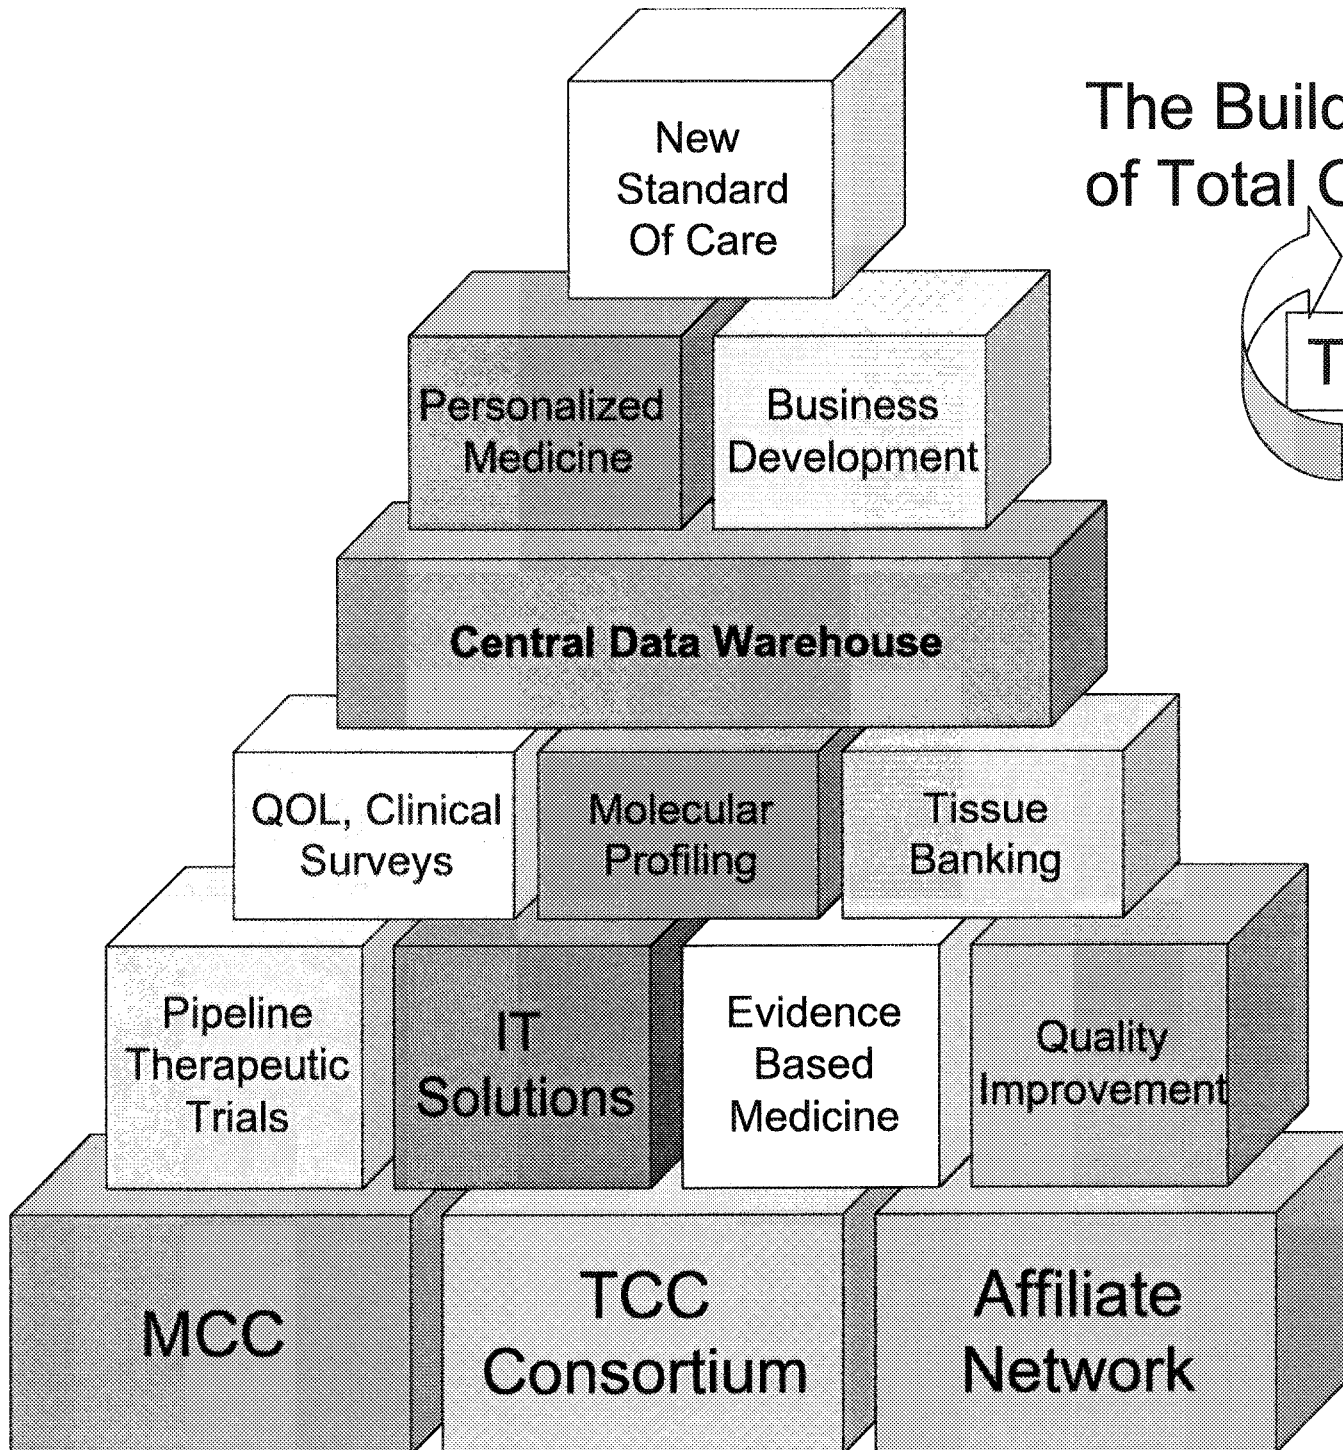 The Build
of Total C
T
New
Standard
Of Care
Personalized
Medicine
Business
Development
Central Data Warehouse
QOL, Clinical
Surveys
Molecular
Profiling
Tissue
Banking
Pipeline
Therapeutic
Trials
IT
Solutions
Evidence
Based
Medicine
Quality
Improvement
MCC
TCC
Consortium
Affiliate
Network